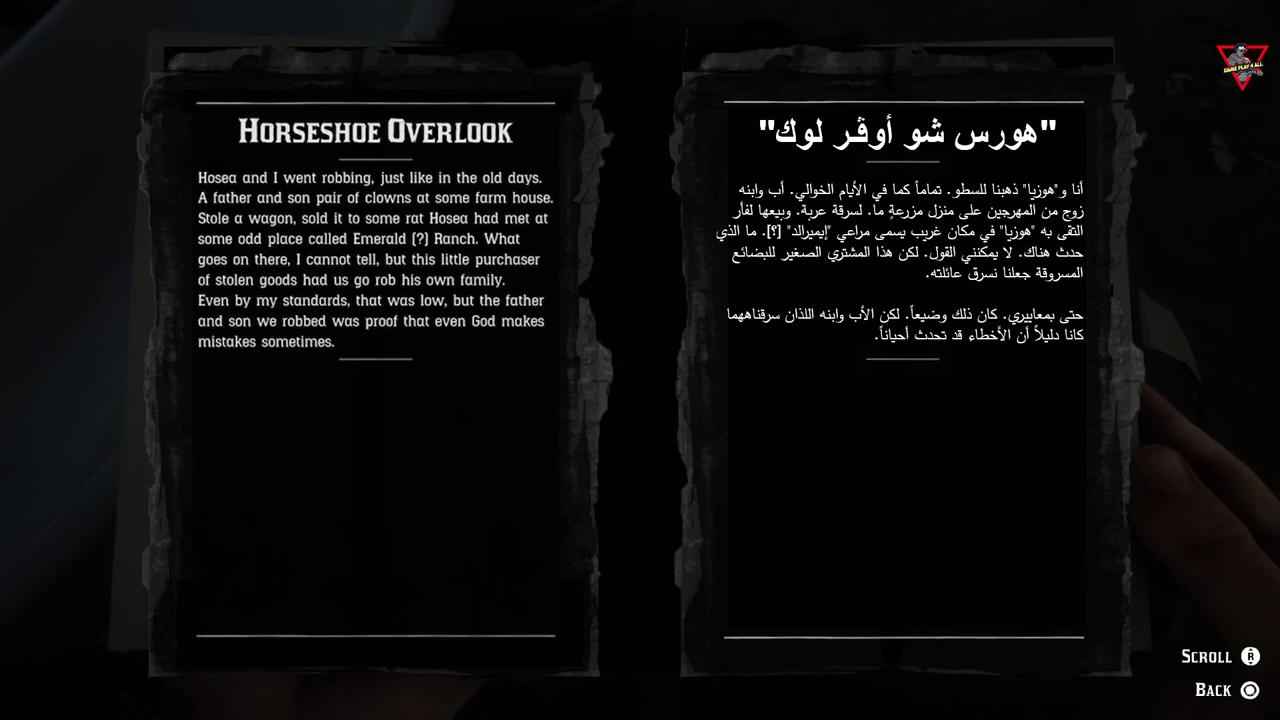 HORSESHOE OVERLOOK
Hosea and I went robbing, just like in the old days.
A father and son pair of clowns at some farm house.
Stole a wagon, sold it to some rat Hosea had met at
some odd place called Emerald (?) Ranch. What
goes on there, I cannot tell, but this little purchaser
of stolen goods had us go rob his own family.
Even by my standards, that was low, but the father
and son we robbed was proof that even God makes
mistakes sometimes.
"هورس شو أوڤر لوك"
أنا و"هوزيا" ذهبنا للسطو. تماماً كما في الأيام الخوالي. أب وابنه
زوج من المهرجين على منزل مزرعةٍ ما. لسرقة عربة. وبيعها لفأر
التقى به "هوزيا" في مكان غريب يسمى مراعي "إيميرالد" [؟]. ما الذي
حدث هناك. لا يمكنني القول. لكن هذا المشتري الصغير للبضائع
المسروقة جعلنا نسرق عائلته.
حتى بمعاييري. كان ذلك وضيعاً. لكن الأب وابنه اللذان سرقناههما
كانا دليلاً أن الأخطاء قد تحدث أحياناً.
GAME PLAY 4 ALL
SCROLL R
BACK